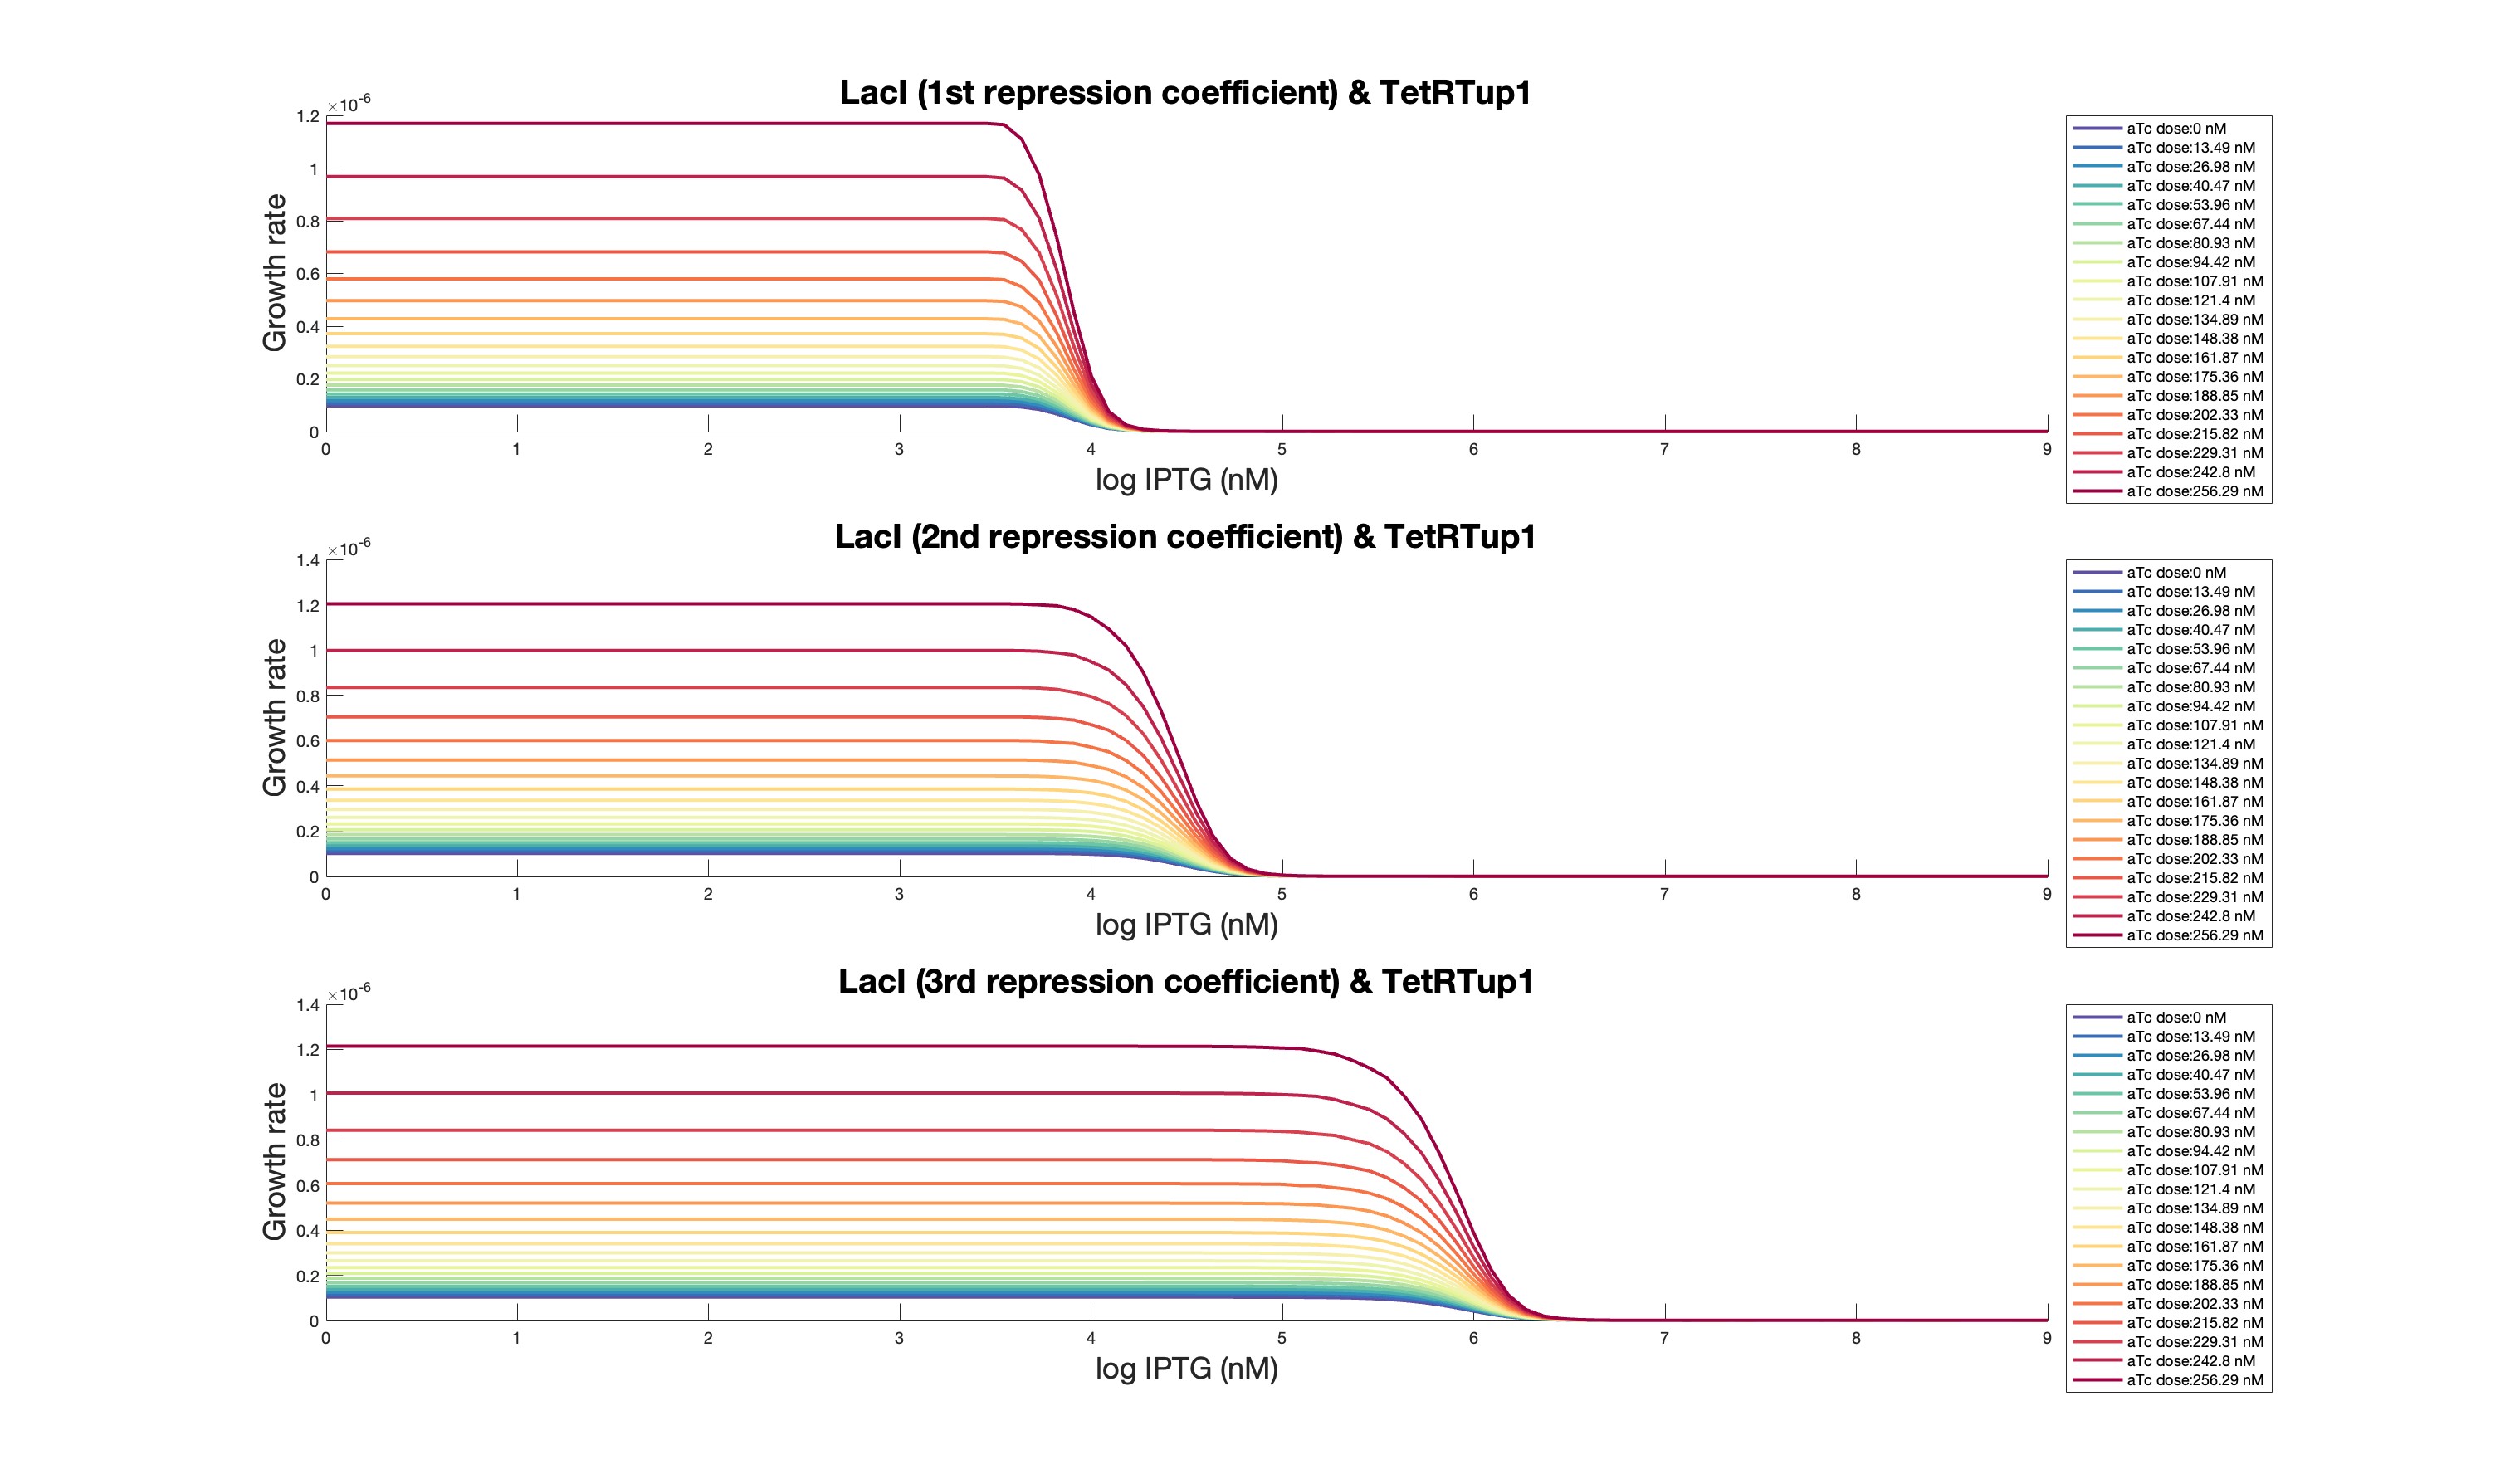 LacI (1st repression coefficient) & TetRTup1
×10-6
1.2
1
0.8
0.6
0.4
0.2
0
Growth rate
0 1 2 3 4 5 6 7 8 9
log IPTG (nM)
aTc dose:0 nM
aTc dose:13.49 nM
aTc dose:26.98 nM
aTc dose:40.47 nM
aTc dose:53.96 nM
aTc dose:67.44 nM
aTc dose:80.93 nM
aTc dose:94.42 nM
aTc dose:107.91 nM
aTc dose:121.4 nM
aTc dose:134.89 nM
aTc dose:148.38 nM
aTc dose:161.87 nM
aTc dose:175.36 nM
aTc dose:188.85 nM
aTc dose:202.33 nM
aTc dose:215.82 nM
aTc dose:229.31 nM
aTc dose:242.8 nM
aTc dose:256.29 nM
LacI (2nd repression coefficient) & TetRTup1
×10-6
1.4
1.2
1
0.8
0.6
0.4
0.2
0
Growth rate
0 1 2 3 4 5 6 7 8 9
log IPTG (nM)
aTc dose:0 nM
aTc dose:13.49 nM
aTc dose:26.98 nM
aTc dose:40.47 nM
aTc dose:53.96 nM
aTc dose:67.44 nM
aTc dose:80.93 nM
aTc dose:94.42 nM
aTc dose:107.91 nM
aTc dose:121.4 nM
aTc dose:134.89 nM
aTc dose:148.38 nM
aTc dose:161.87 nM
aTc dose:175.36 nM
aTc dose:188.85 nM
aTc dose:202.33 nM
aTc dose:215.82 nM
aTc dose:229.31 nM
aTc dose:242.8 nM
aTc dose:256.29 nM
LacI (3rd repression coefficient) & TetRTup1
×10-6
1.4
1.2
1
0.8
0.6
0.4
0.2
0
Growth rate
0 1 2 3 4 5 6 7 8 9
log IPTG (nM)
aTc dose:0 nM
aTc dose:13.49 nM
aTc dose:26.98 nM
aTc dose:40.47 nM
aTc dose:53.96 nM
aTc dose:67.44 nM
aTc dose:80.93 nM
aTc dose:94.42 nM
aTc dose:107.91 nM
aTc dose:121.4 nM
aTc dose:134.89 nM
aTc dose:148.38 nM
aTc dose:161.87 nM
aTc dose:175.36 nM
aTc dose:188.85 nM
aTc dose:202.33 nM
aTc dose:215.82 nM
aTc dose:229.31 nM
aTc dose:242.8 nM
aTc dose:256.29 nM